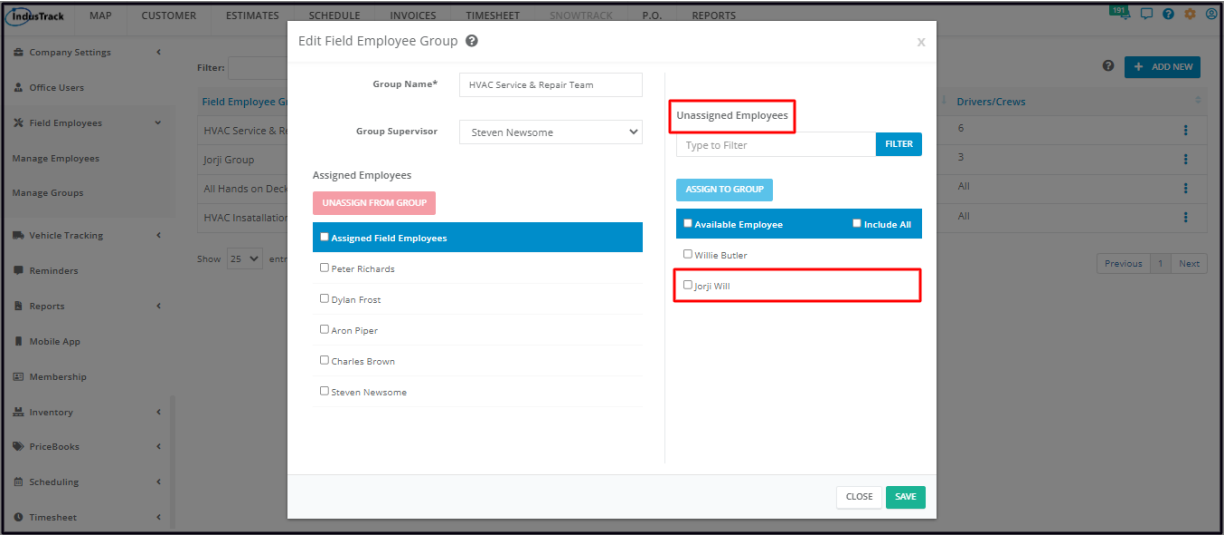 IndusTrack MAP CUSTOMER ESTIMATES SCHEDULE INVOICES TIMESHEET SNOWTRACK P.O. REPORTS 191
Company Settings
Office Users
Field Employees
Manage Employees
Manage Groups
Vehicle Tracking
Reminders
Reports
Mobile App
Membership
Inventory
PriceBooks
Scheduling
Timesheet
Filter:
+ ADD NEW
Field Employee Gr
Drivers/Crews
HVAC Service & Re
6
Jorji Group
3
All Hands on Deck
All
HVAC Insatallation
All
Show 25 entr
Previous 1 Next
Edit Field Employee Group
x
Group Name*
HVAC Service & Repair Team
Group Supervisor
Steven Newsome
Assigned Employees
UNASSIGN FROM GROUP
Assigned Field Employees
Peter Richards
Dylan Frost
Aron Piper
Charles Brown
Steven Newsome
Unassigned Employees
Type to Filter
FILTER
ASSIGN TO GROUP
Available Employee
Include All
Willie Butler
Jorji Will
CLOSE
SAVE